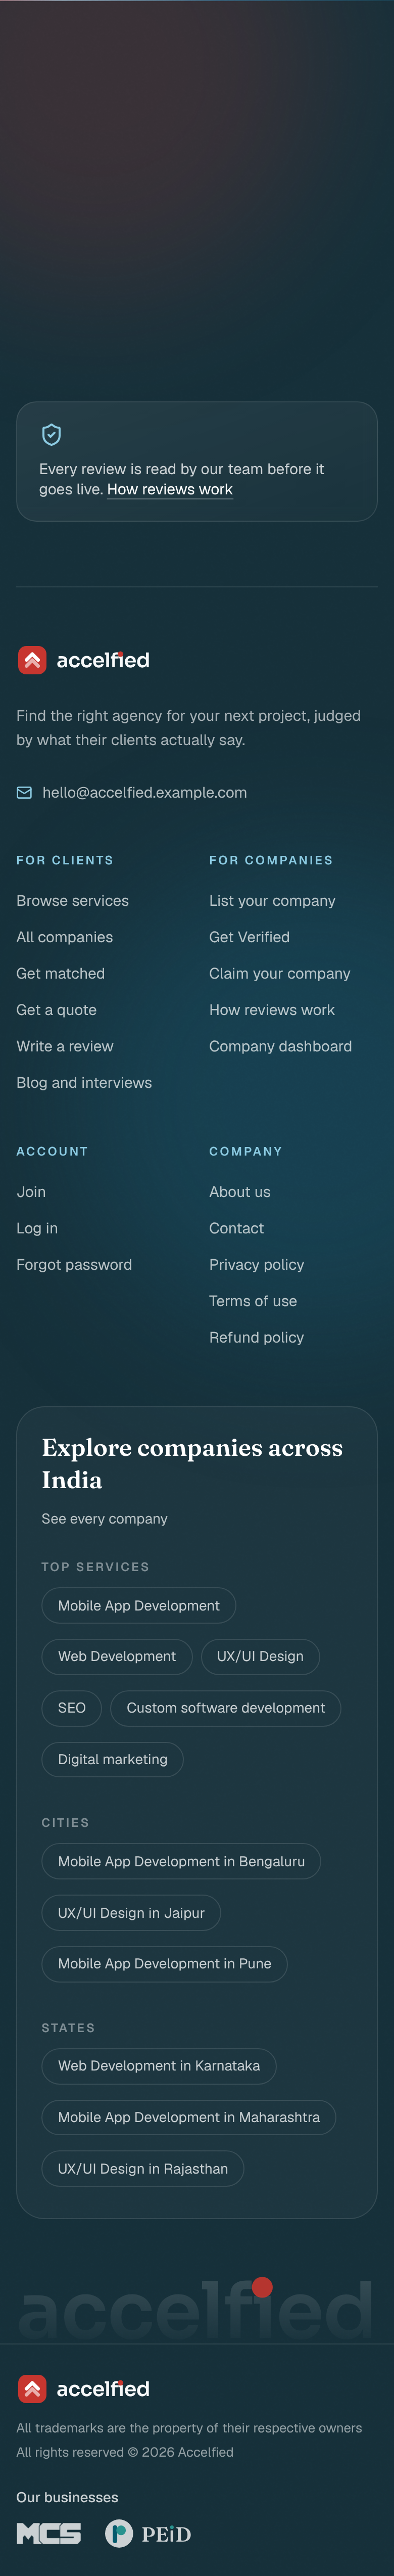 Every review is read by our team before it
goes live. How reviews work
accelfied
Find the right agency for your next project, judged
by what their clients actually say.
hello@accelfied.example.com
FOR CLIENTS
Browse services
All companies
Get matched
Get a quote
Write a review
Blog and interviews
FOR COMPANIES
List your company
Get Verified
Claim your company
How reviews work
Company dashboard
ACCOUNT
Join
Log in
Forgot password
COMPANY
About us
Contact
Privacy policy
Terms of use
Refund policy
Explore companies across
India
See every company
TOP SERVICES
Mobile App Development
Web Development
UX/UI Design
SEO
Custom software development
Digital marketing
CITIES
Mobile App Development in Bengaluru
UX/UI Design in Jaipur
Mobile App Development in Pune
STATES
Web Development in Karnataka
Mobile App Development in Maharashtra
UX/UI Design in Rajasthan
accelfied
accelfied
All trademarks are the property of their respective owners
All rights reserved © 2026 Accelfied
Our businesses
MCS
PEiD